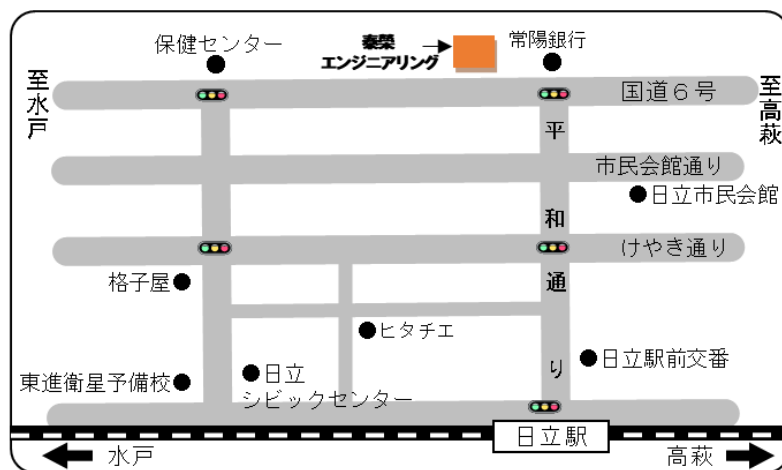 保健センター
泰榮
エンジニアリング
常陽銀行
至水戸
国道６号
至高萩
平和通り
市民会館通り
日立市民会館
けやき通り
格子屋
ヒタチエ
日立駅前交番
東進衛星予備校
日立
シビックセンター
日立駅
水戸
高萩